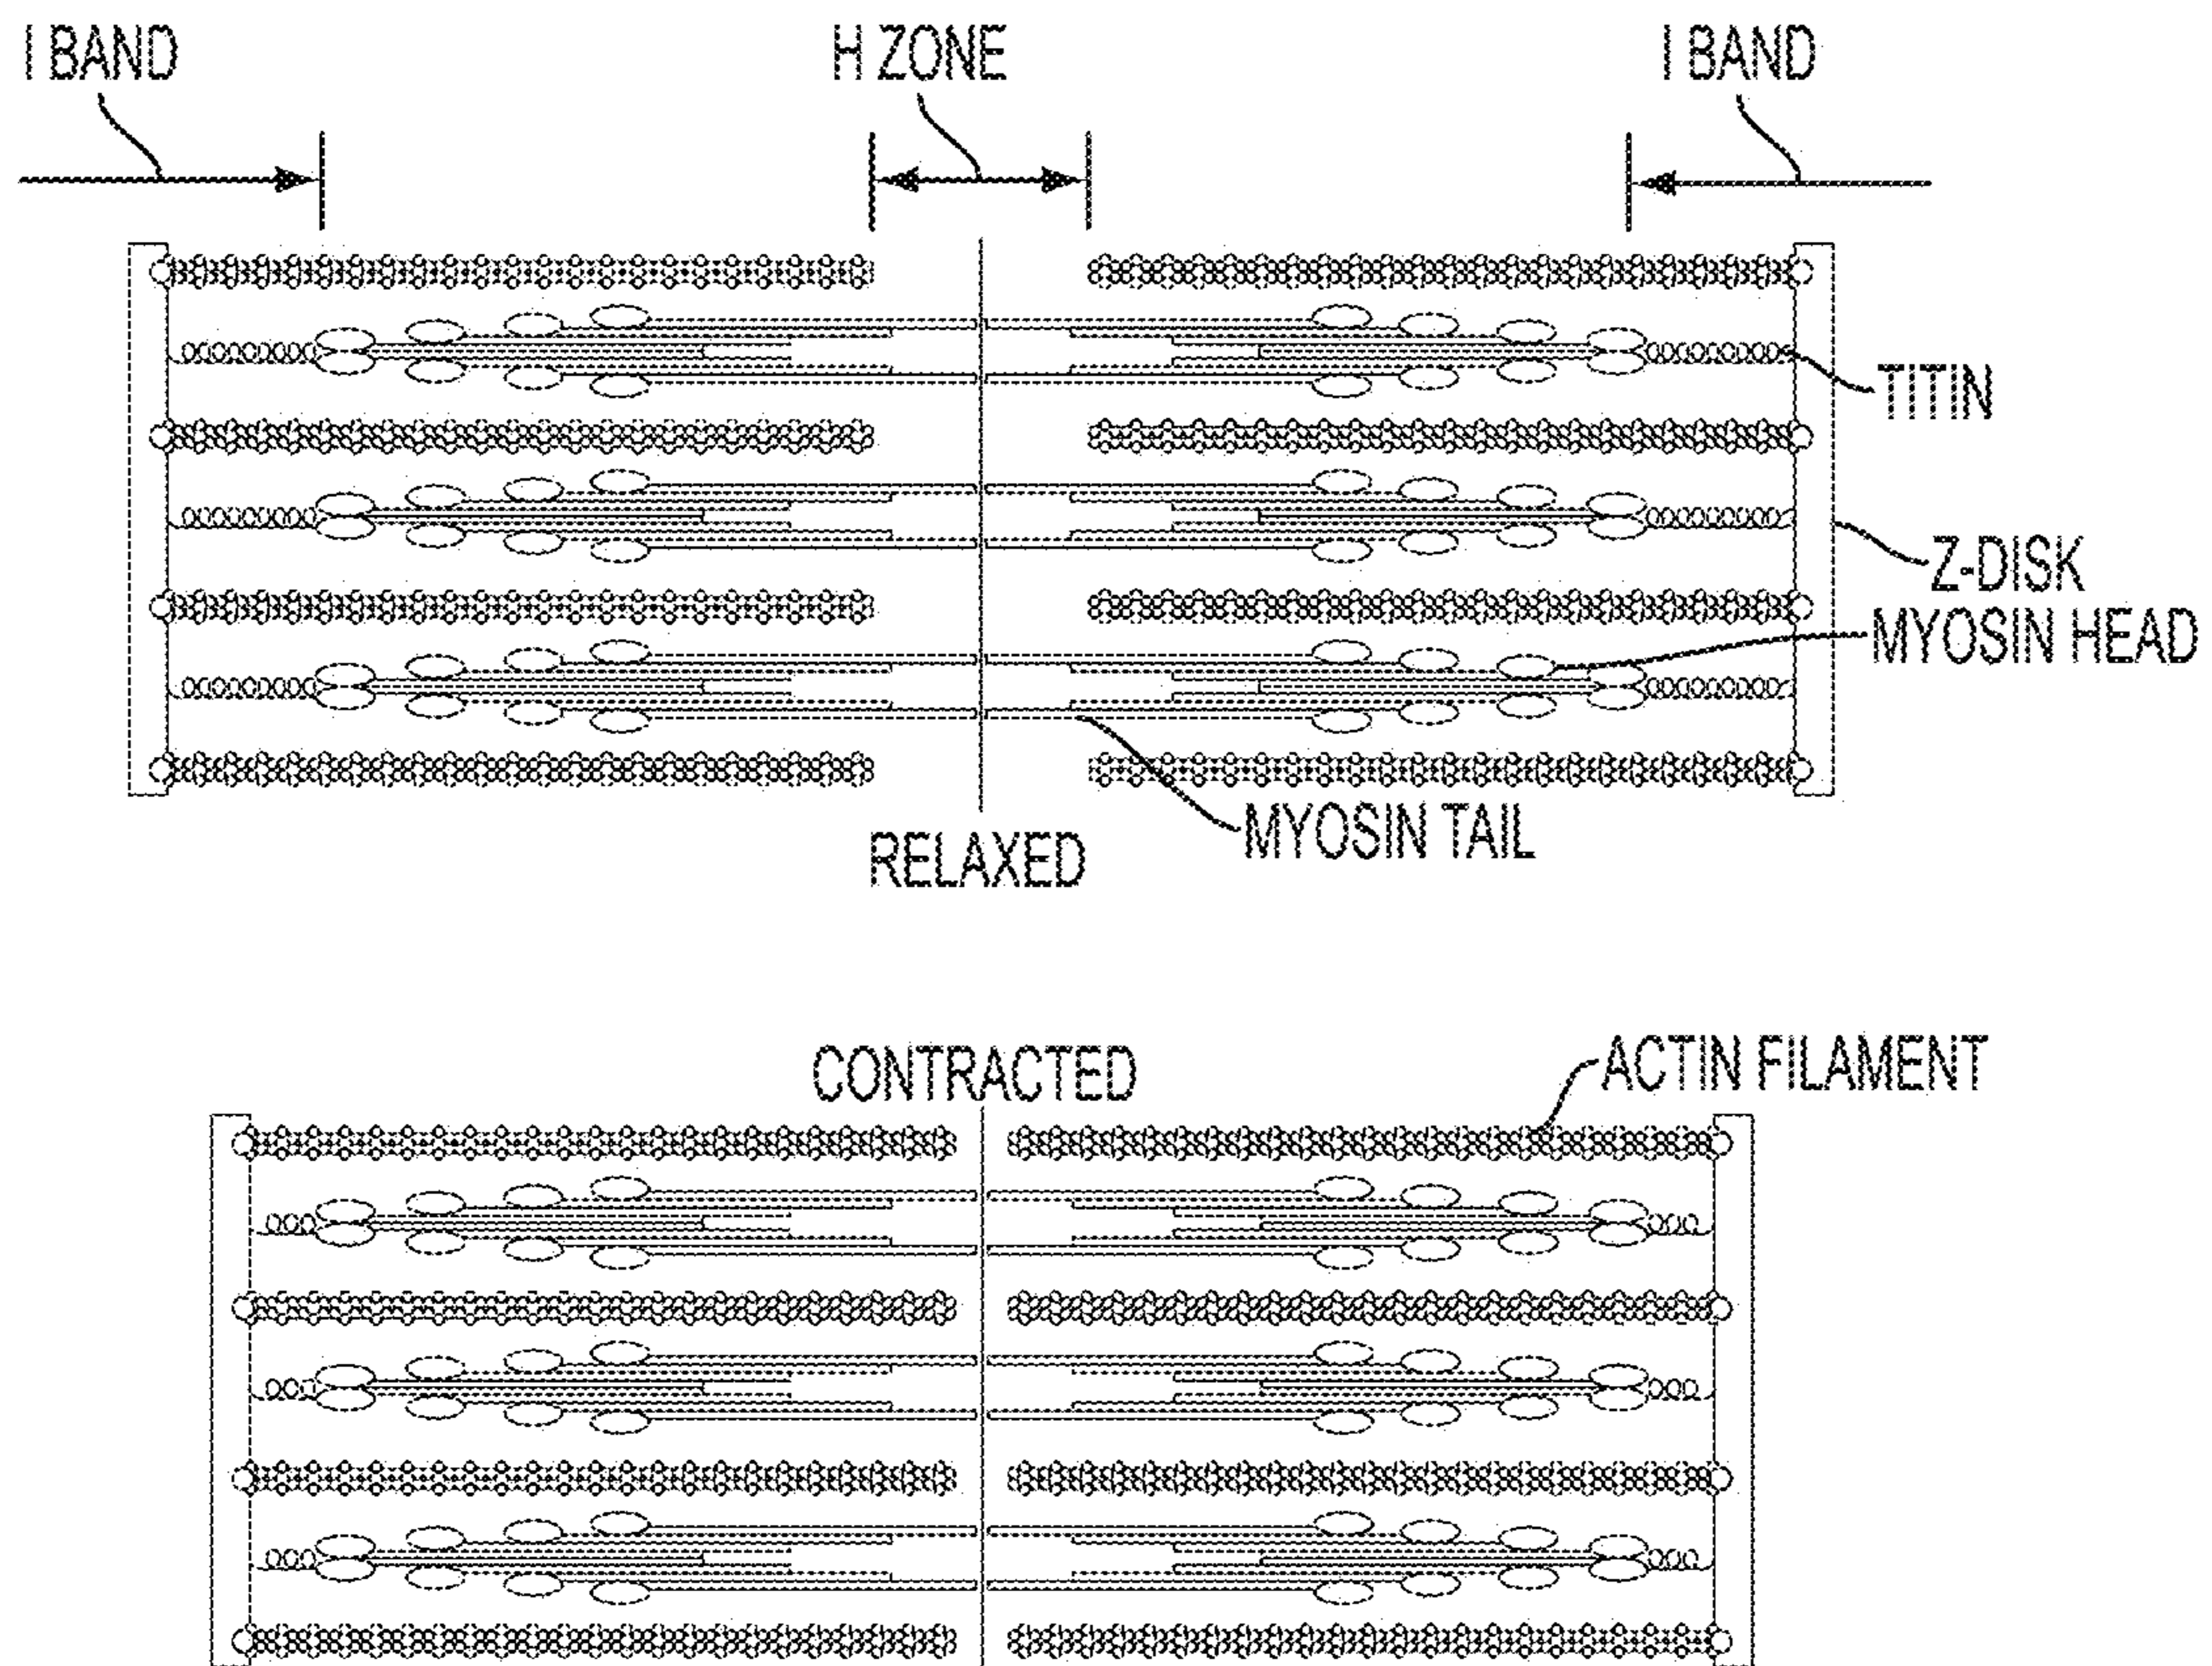 I BAND
H ZONE
I BAND
TITIN
Z-DISK
MYOSIN HEAD
MYOSIN TAIL
RELAXED
CONTRACTED
ACTIN FILAMENT